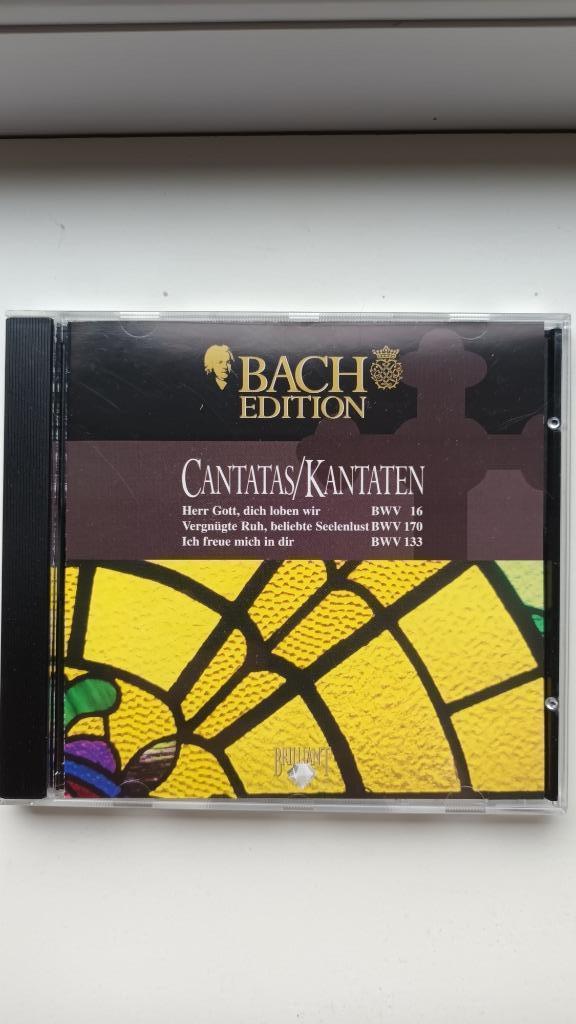 BACH
EDITION
CANTATAS/KANTATEN
Herr Gott, dich loben wir BWV 16
Vergnügte Ruh, beliebte Seelenlust BWV 170
Ich freue mich in dir BWV 133
BRILLIANT